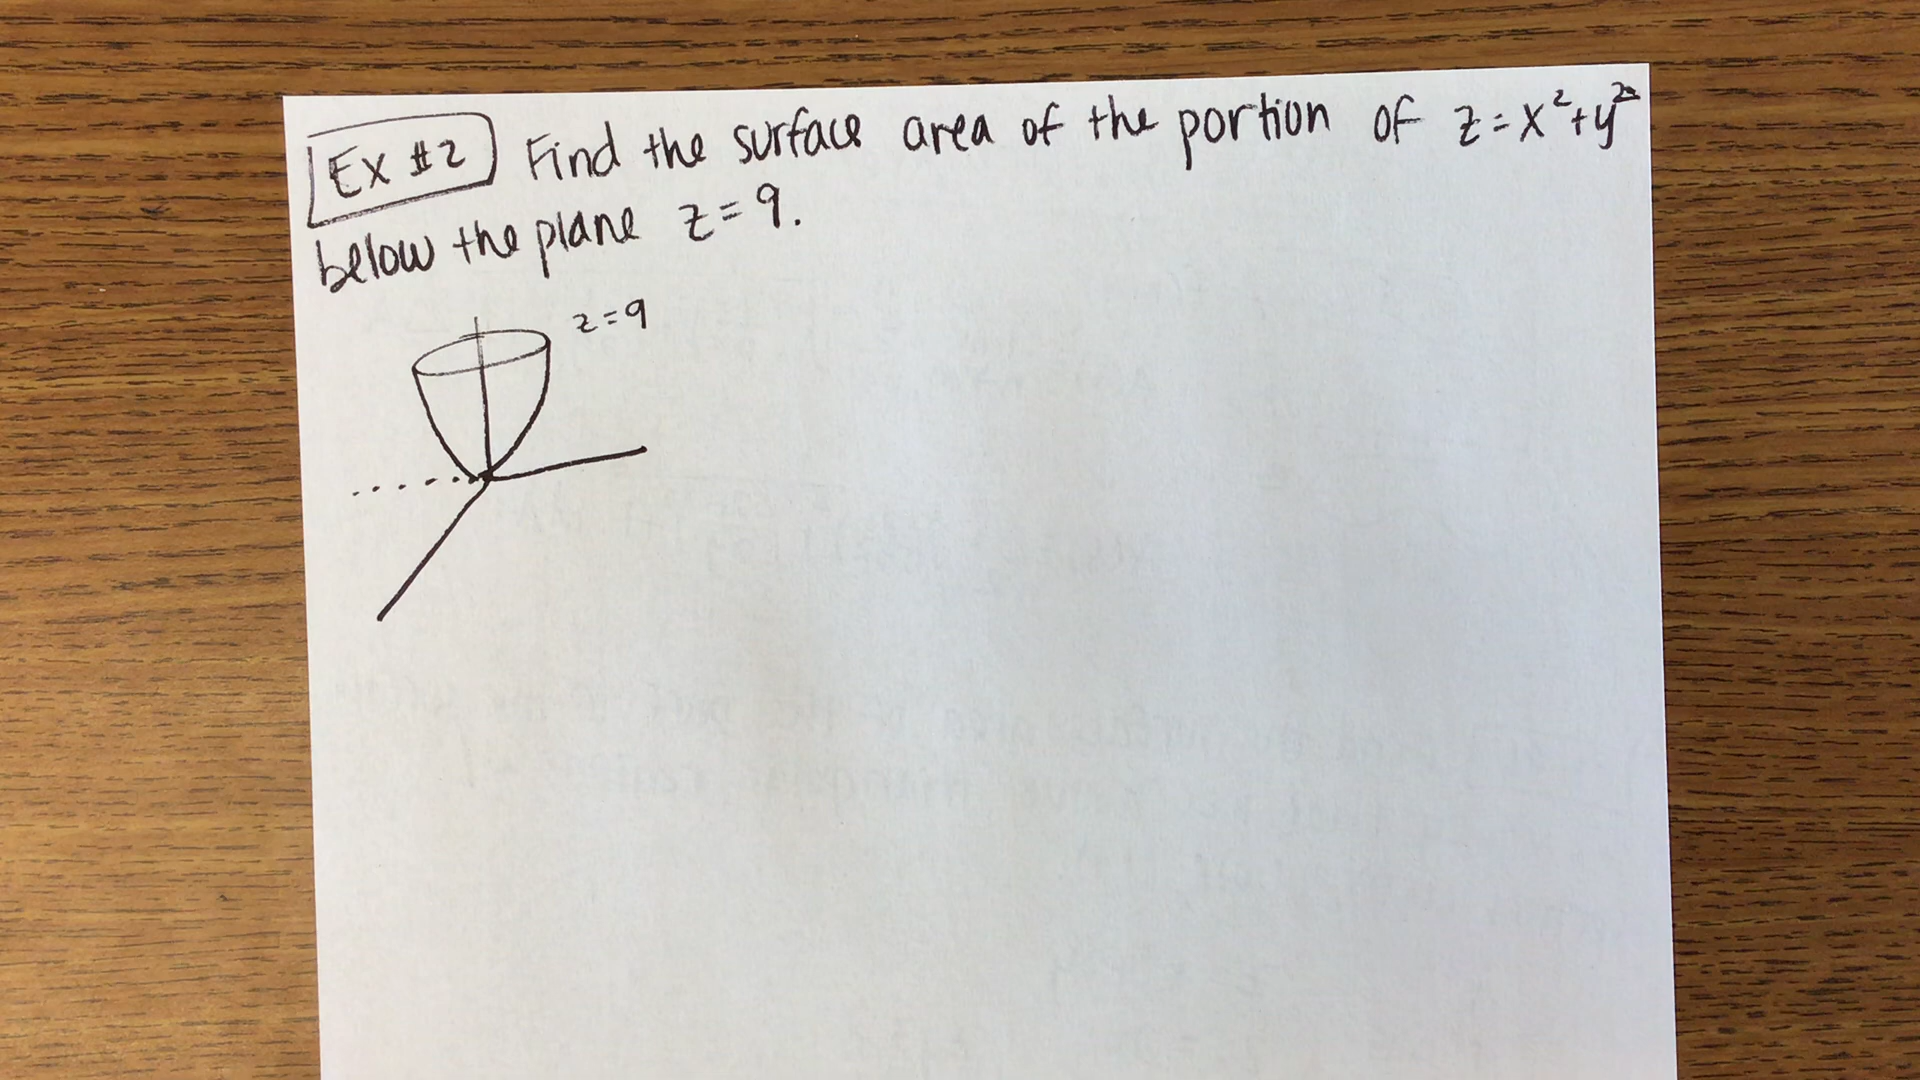 Ex #2 Find the surface area of the portion of z = x² + y²
below the plane z = 9.
z = 9